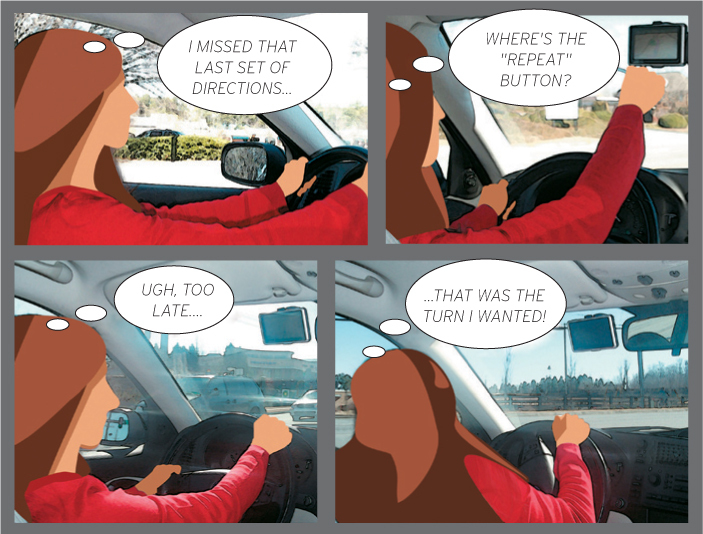 I MISSED THAT
LAST SET OF
DIRECTIONS...
WHERE'S THE
"REPEAT"
BUTTON?
UGH, TOO
LATE....
...THAT WAS THE
TURN I WANTED!